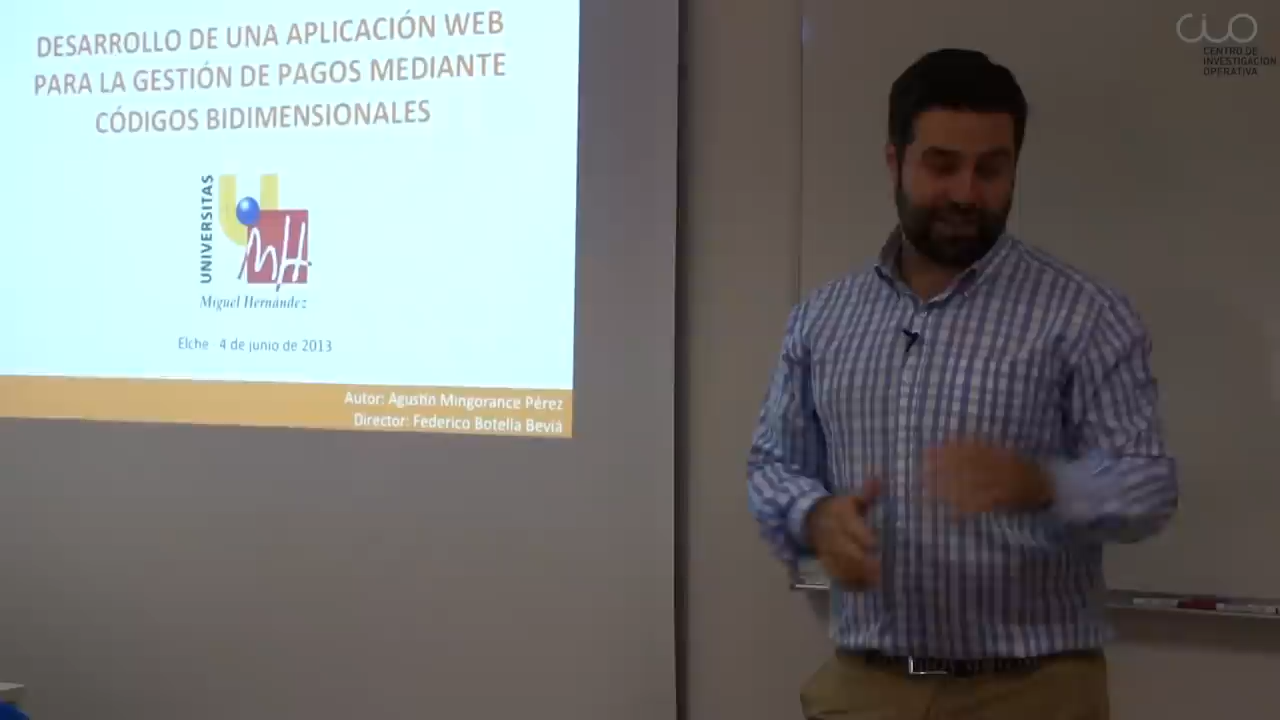 DESARROLLO DE UNA APLICACIÓN WEB
PARA LA GESTIÓN DE PAGOS MEDIANTE
CÓDIGOS BIDIMENSIONALES
UNIVERSITAS
Miguel Hernández
Elche 4 de junio de 2013
Autor: Agustín Mingorance Pérez
Director: Federico Botella Beviá
CIO
CENTRO DE
INVESTIGACIÓN
OPERATIVA